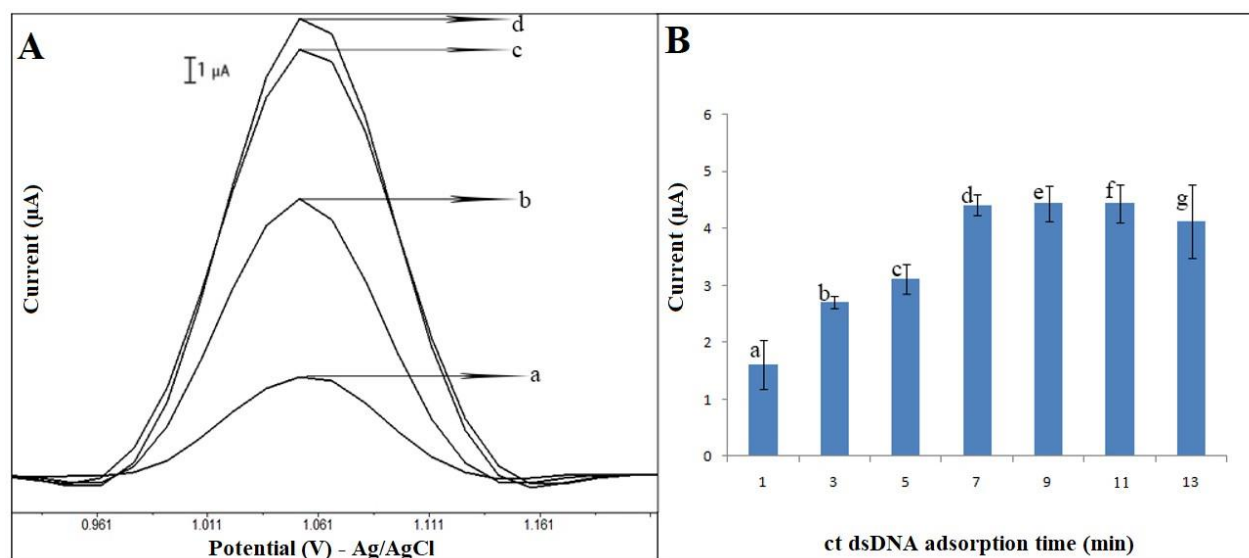 A
1 µA
d
c
b
a
Current (µA)
0.961
1.011
1.061
1.111
1.161
Potential (V) - Ag/AgCl
B
6
5
4
3
2
1
0
Current (µA)
a
b
c
d
e
f
g
1
3
5
7
9
11
13
ct dsDNA adsorption time (min)